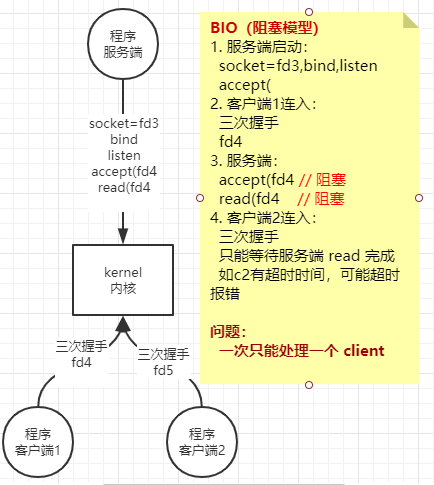 程序
服务端
socket=fd3
bind
listen
accept(fd4
read(fd4
kernel
内核
三次握手
fd4
三次握手
fd5
程序
客户端1
程序
客户端2
BIO（阻塞模型）
1. 服务端启动：
socket=fd3,bind,listen
accept(
2. 客户端1连入：
三次握手
fd4
3. 服务端：
accept(fd4 // 阻塞
read(fd4 // 阻塞
4. 客户端2连入：
三次握手
只能等待服务端 read 完成
如c2有超时时间，可能超时
报错
问题：
一次只能处理一个 client